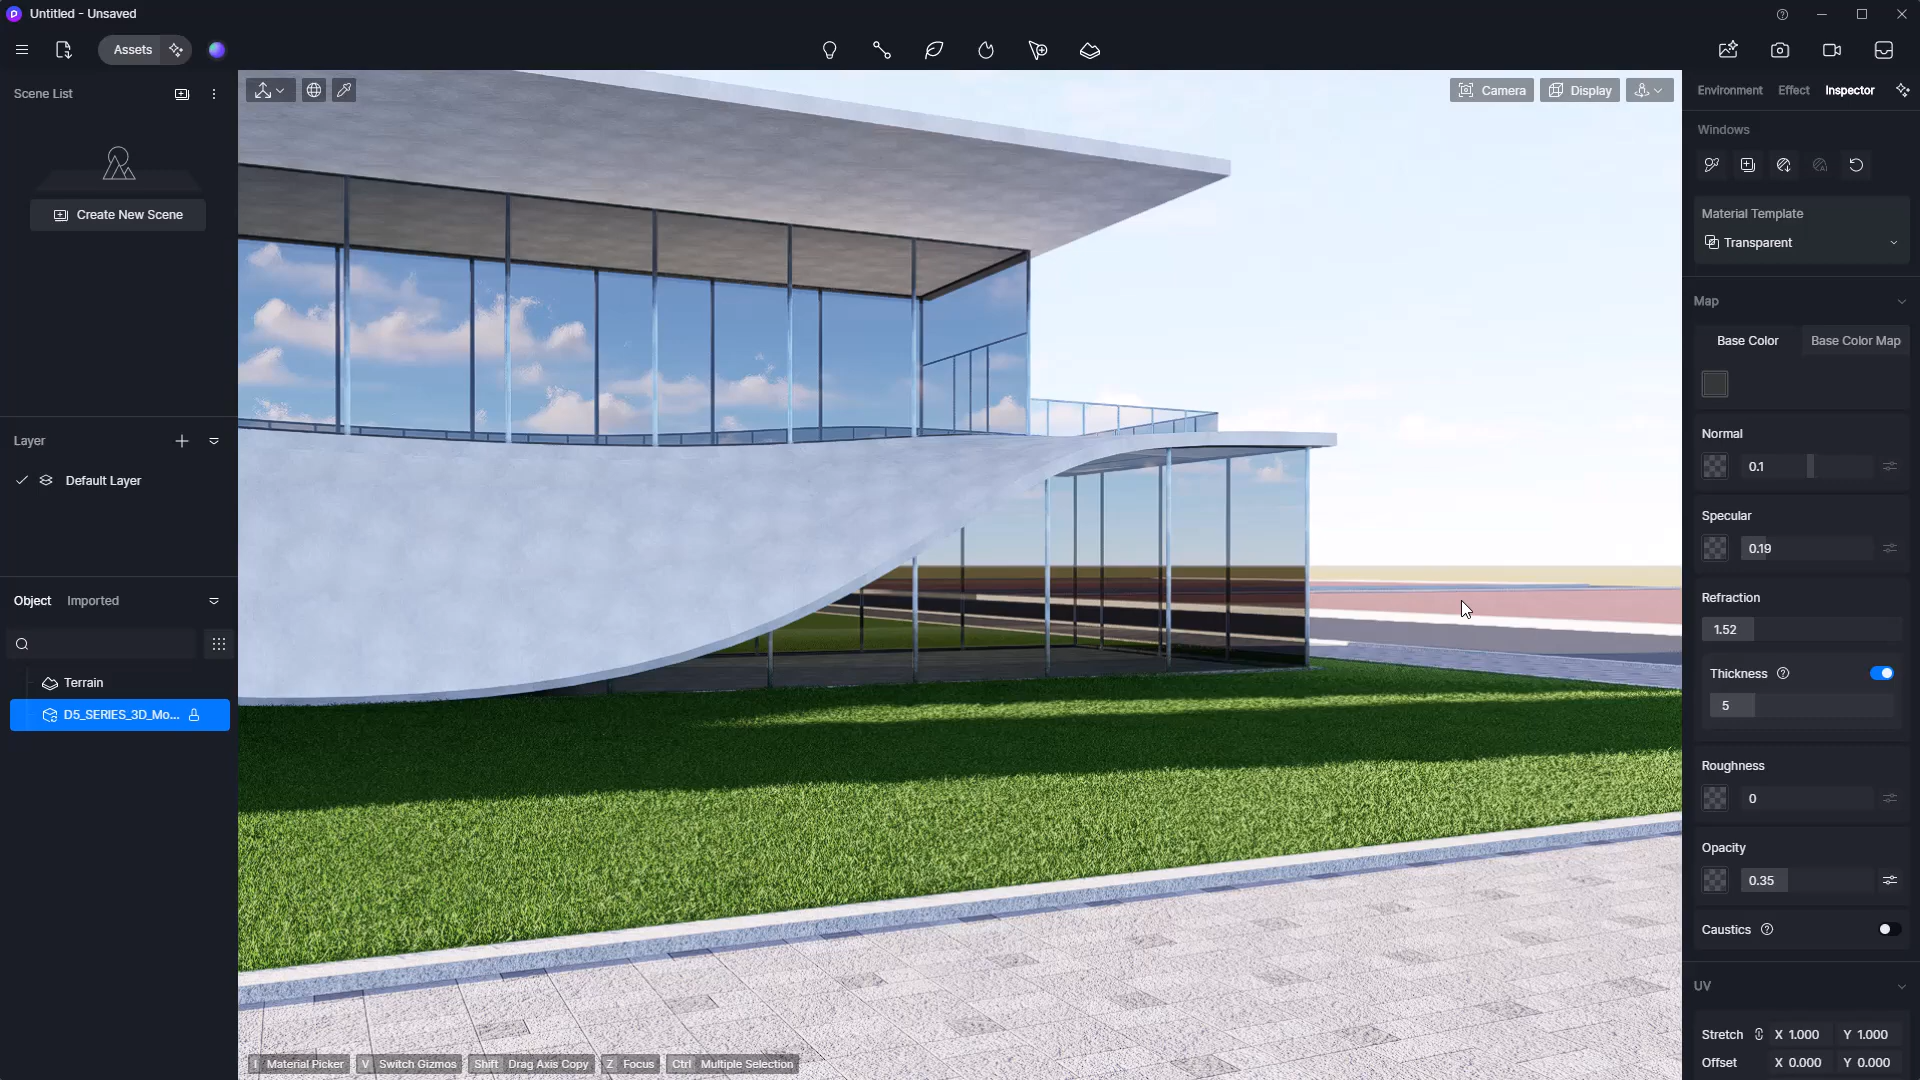 Untitled - Unsaved
Assets
Scene List
Create New Scene
Layer
Default Layer
Object Imported
Terrain
D5_SERIES_3D_Mo...
Camera
Display
Material Picker
V Switch Gizmos
Shift Drag Axis Copy
Z Focus
Ctrl Multiple Selection
Environment Effect Inspector
Windows
Material Template
Transparent
Map
Base Color Base Color Map
Normal
0.1
Specular
0.19
Refraction
1.52
Thickness
5
Roughness
0
Opacity
0.35
Caustics
UV
Stretch X 1.000 Y 1.000
Offset X 0.000 Y 0.000